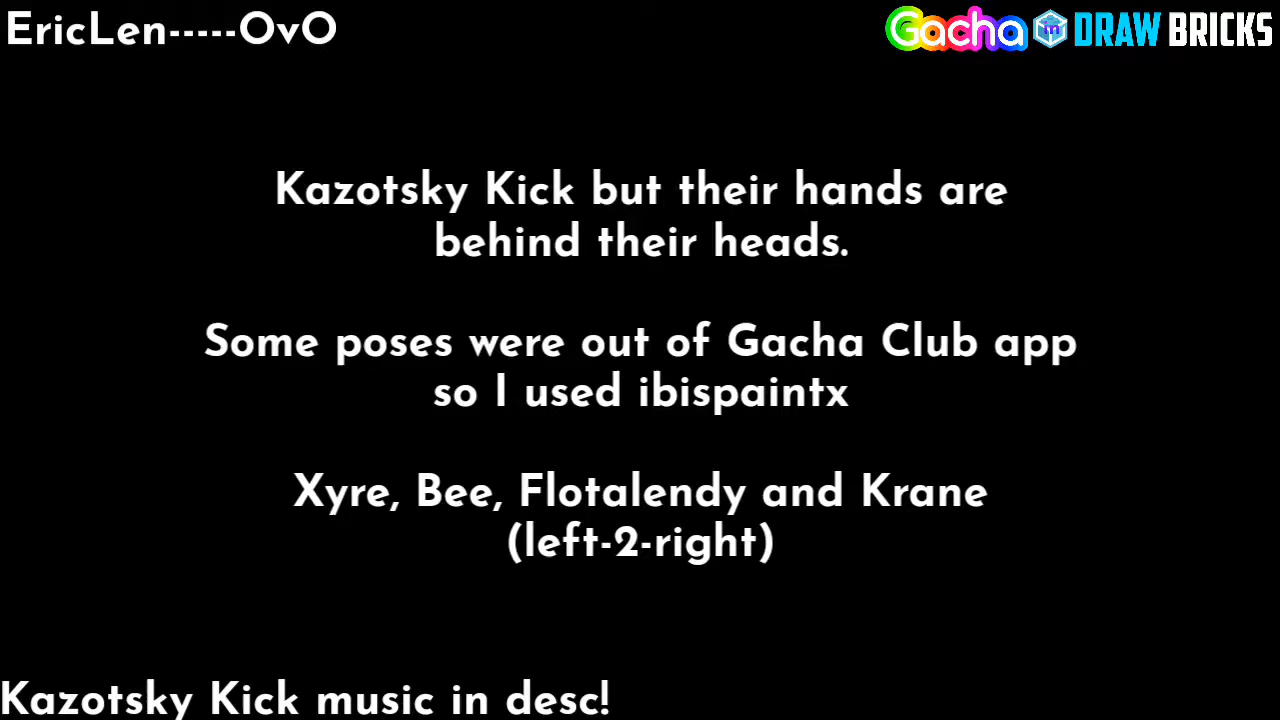 EricLen-----OvO
Gacha in DRAW BRICKS
Kazotsky Kick but their hands are
behind their heads.
Some poses were out of Gacha Club app
so I used ibispaintx
Xyre, Bee, Flotalendy and Krane
(left-2-right)
Kazotsky Kick music in desc!